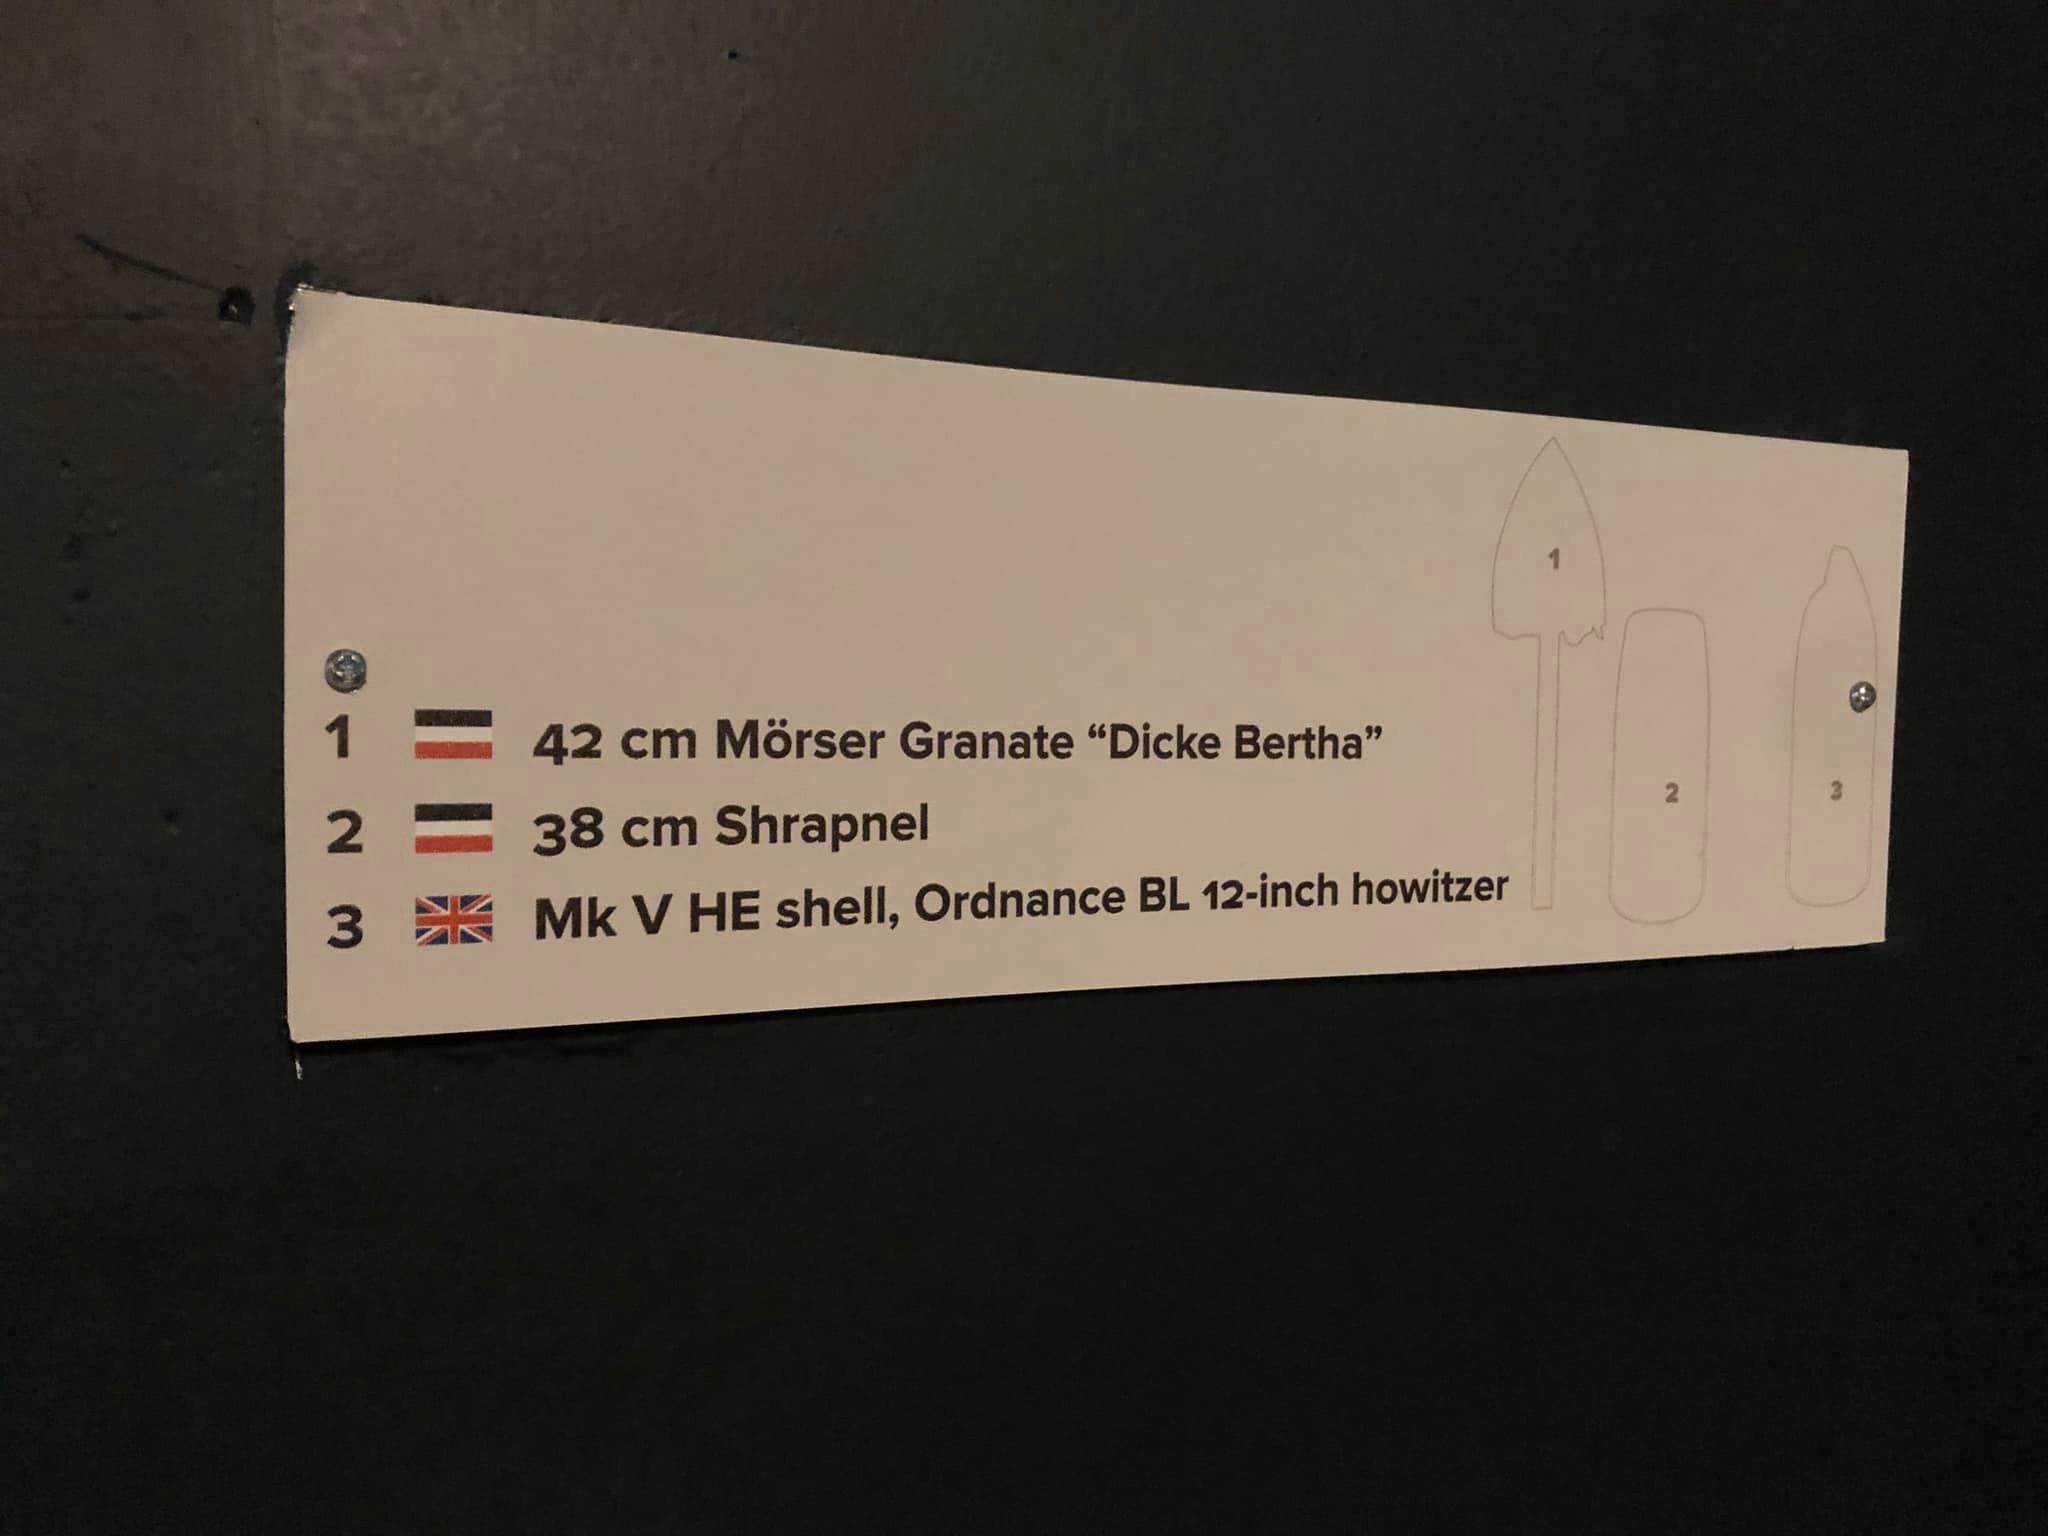 1 42 cm Mörser Granate “Dicke Bertha”
2 38 cm Shrapnel
3 Mk V HE shell, Ordnance BL 12-inch howitzer
1
2
3